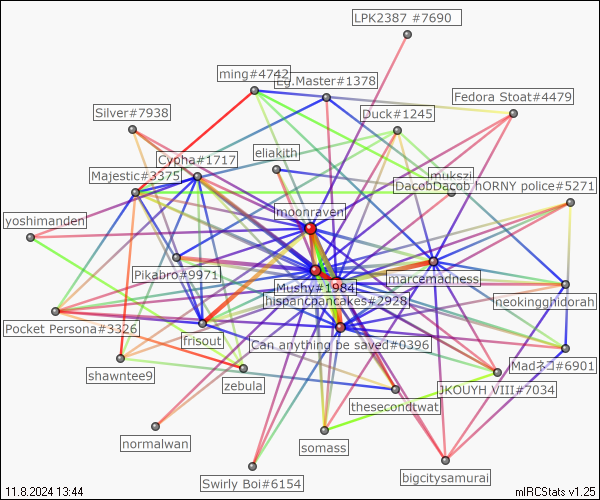 LPK2387 #7690
ming#4742
Eg.Master#1378
Fedora Stoat#4479
Silver#7938
Duck#1245
eliakith
Cypha#1717
Majestic#3375
mukszi
DacobDacob
hORNY police#5271
moonraven
yoshimanden
Pikabro#9971
marcemadness
Mushy#1984
hispancpancakes#2928
neokingghidorah
Pocket Persona#3326
frisout
Can anything be saved#0396
Madネコ#6901
shawntee9
zebula
JKOUYH VIII#7034
thesecondtwat
normalwan
somass
bigcitysamurai
Swirly Boi#6154
11.8.2024 13:44
mIRCStats v1.25